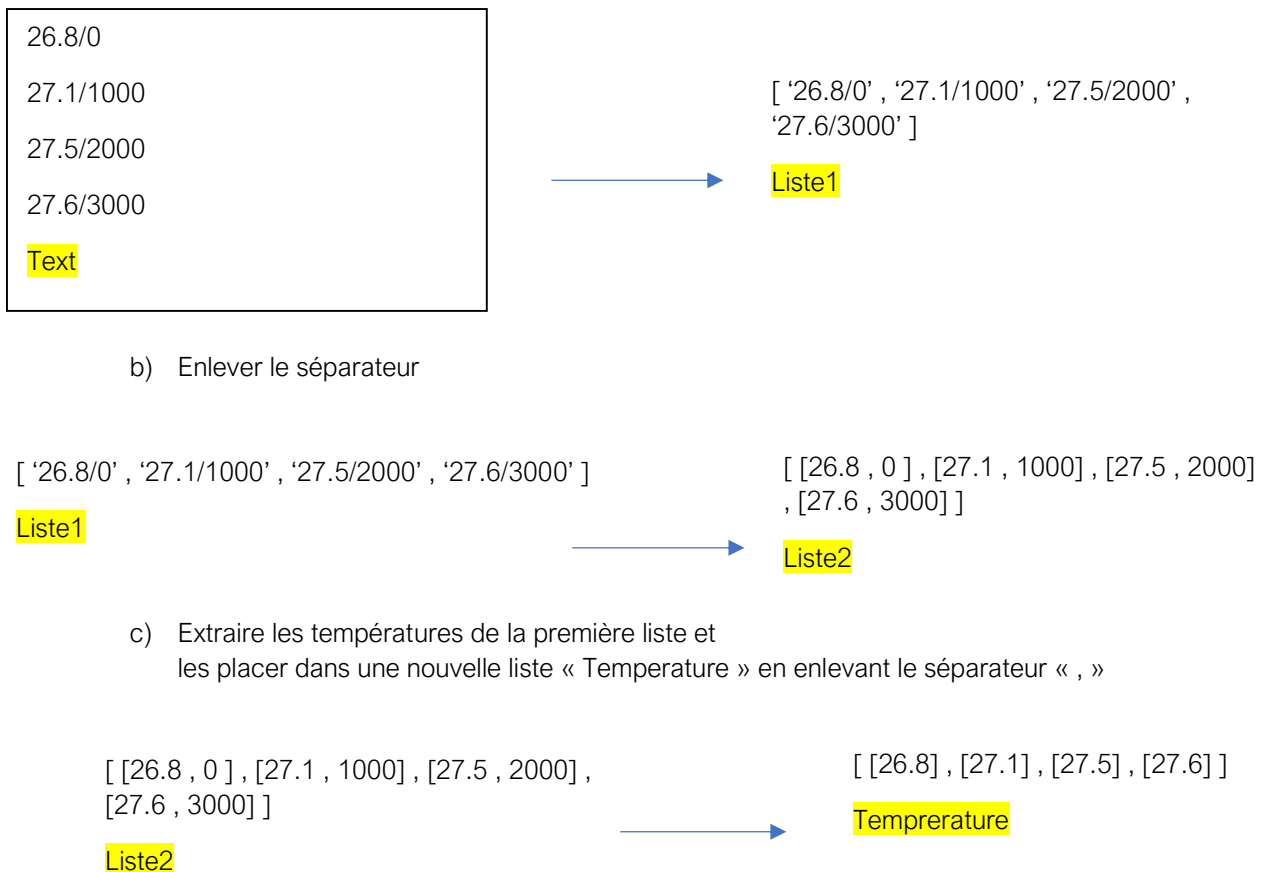 26.8/0
27.1/1000
27.5/2000
27.6/3000
Text
[ ‘26.8/0’ , ‘27.1/1000’ , ‘27.5/2000’ ,
‘27.6/3000’ ]
Liste1
b) Enlever le séparateur
[ ‘26.8/0’ , ‘27.1/1000’ , ‘27.5/2000’ , ‘27.6/3000’ ]
Liste1
[ [26.8 , 0 ] , [27.1 , 1000] , [27.5 , 2000]
, [27.6 , 3000] ]
Liste2
c) Extraire les températures de la première liste et
les placer dans une nouvelle liste « Temperature » en enlevant le séparateur « , »
[ [26.8 , 0 ] , [27.1 , 1000] , [27.5 , 2000] ,
[27.6 , 3000] ]
Liste2
[ [26.8] , [27.1] , [27.5] , [27.6] ]
Temprerature